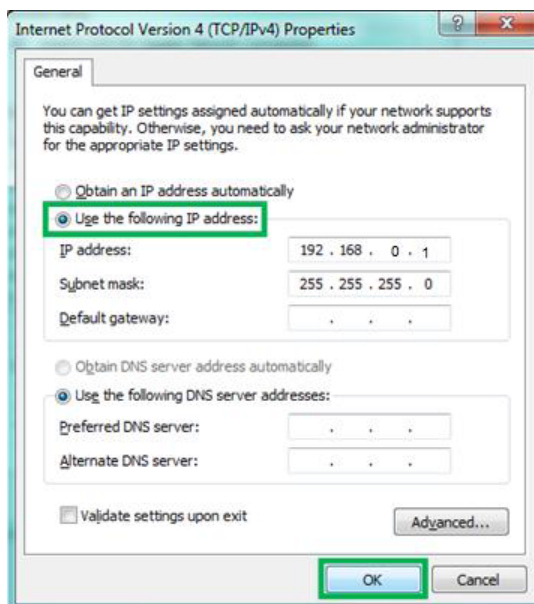 Internet Protocol Version 4 (TCP/IPv4) Properties
General
You can get IP settings assigned automatically if your network supports
this capability. Otherwise, you need to ask your network administrator
for the appropriate IP settings.
Obtain an IP address automatically
Use the following IP address:
IP address: 192 . 168 . 0 . 1
Subnet mask: 255 . 255 . 255 . 0
Default gateway: . . .
Obtain DNS server address automatically
Use the following DNS server addresses:
Preferred DNS server: . . .
Alternate DNS server: . . .
Validate settings upon exit
Advanced...
OK Cancel